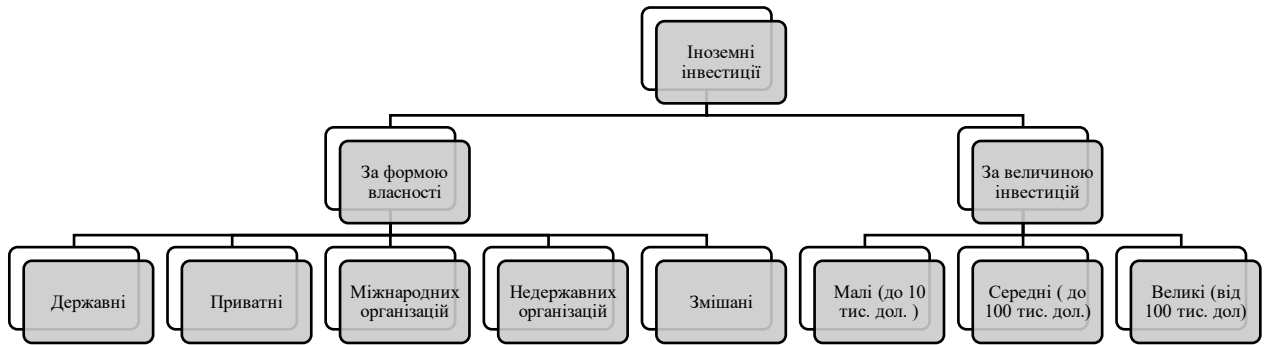 Іноземні
інвестиції
За формою
власності
За величиною
інвестицій
Державні
Приватні
Міжнародних
організацій
Недержавних
організацій
Змішані
Малі (до 10
тис. дол. )
Середні ( до
100 тис. дол.)
Великі (від
100 тис. дол)